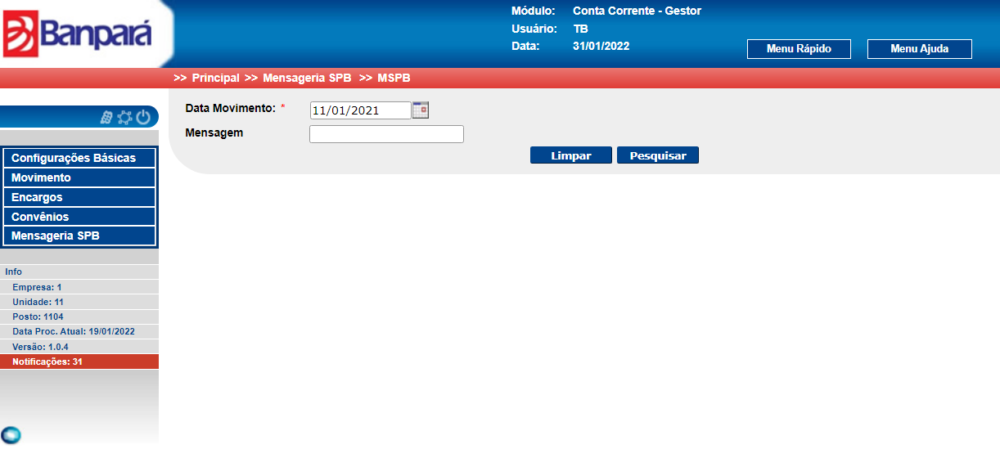 Banpará
Módulo: Conta Corrente - Gestor
Usuário: TB
Data: 31/01/2022
Menu Rápido
Menu Ajuda
>> Principal >> Mensageria SPB >> MSPB
Data Movimento: * 11/01/2021
Mensagem
Limpar
Pesquisar
Configurações Básicas
Movimento
Encargos
Convênios
Mensageria SPB
Info
Empresa: 1
Unidade: 11
Posto: 1104
Data Proc. Atual: 19/01/2022
Versão: 1.0.4
Notificações: 31